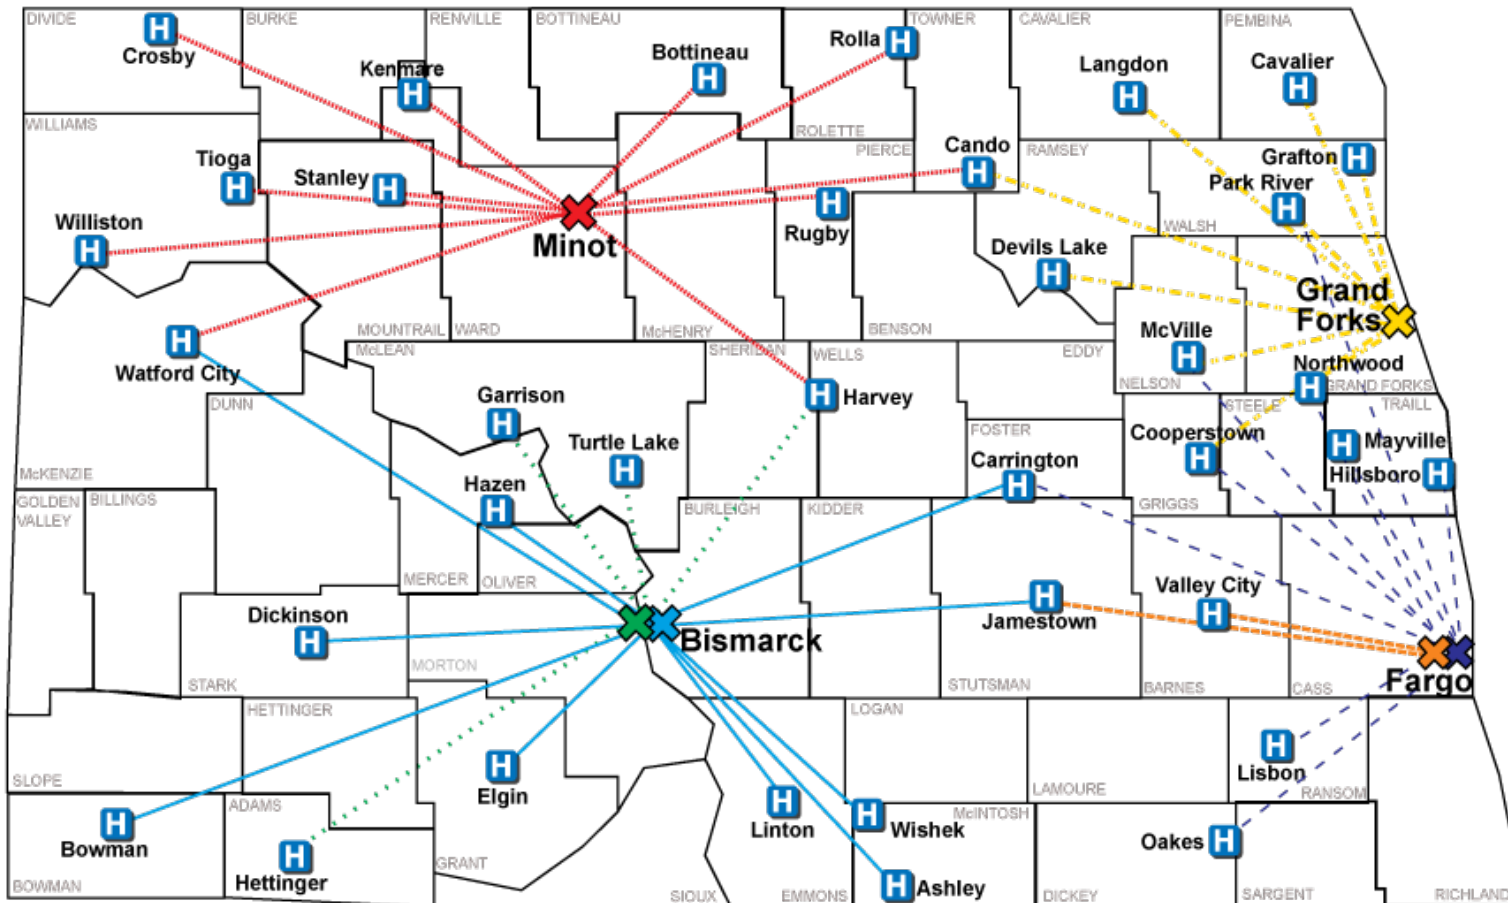 DIVIDE
BURKE
RENVILLE
BOTTINEAU
TOWNER
CAVALIER
PEMBINA
H
Crosby
Kenmare
H
Bottineau
H
Rolla H
Langdon
H
Cavalier
H
WILLIAMS
ROLETTE
PIERCE
RAMSEY
Tioga
H
Stanley H
Cando
H
Grafton H
Park River
H
Williston
H
Minot
Rugby
H
Devils Lake
H
WALSH
Grand
Forks
MOUNTRAIL
WARD
McHENRY
BENSON
McVille
H
H
Watford City
McLEAN
SHERIDAN
WELLS
EDDY
NELSON
Northwood
H
GRAND FORKS
DUNN
Garrison
H
H Harvey
STEELE
TRAILL
Turtle Lake
H
FOSTER
Carrington
H
Cooperstown
H
H Mayville
Hillsboro H
McKENZIE
GOLDEN
VALLEY
BILLINGS
Hazen
H
BURLEIGH
KIDDER
GRIGGS
MERCER
OLIVER
Dickinson
H
H
Jamestown
Valley City
H
Bismarck
MORTON
Fargo
STARK
STUTSMAN
BARNES
CASS
HETTINGER
LOGAN
SLOPE
H
Elgin
H
Lisbon
LAMOURE
RANSOM
ADAMS
H
Bowman
H
Linton
H Wishek
McINTOSH
Oakes H
H
Hettinger
GRANT
BOWMAN
SIOUX
EMMONS
H Ashley
DICKEY
SARGENT
RICHLAND